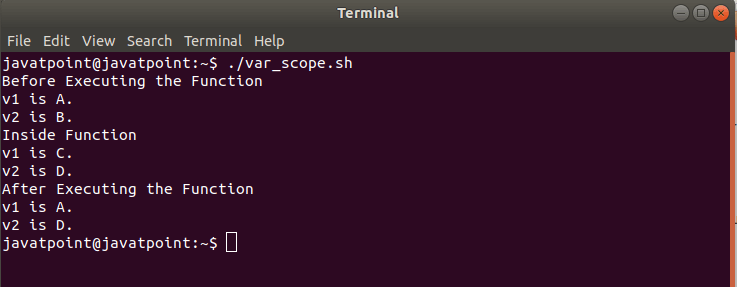 Terminal
File Edit View Search Terminal Help
javatpoint@javatpoint:~$ ./var_scope.sh
Before Executing the Function
v1 is A.
v2 is B.
Inside Function
v1 is C.
v2 is D.
After Executing the Function
v1 is A.
v2 is D.
javatpoint@javatpoint:~$